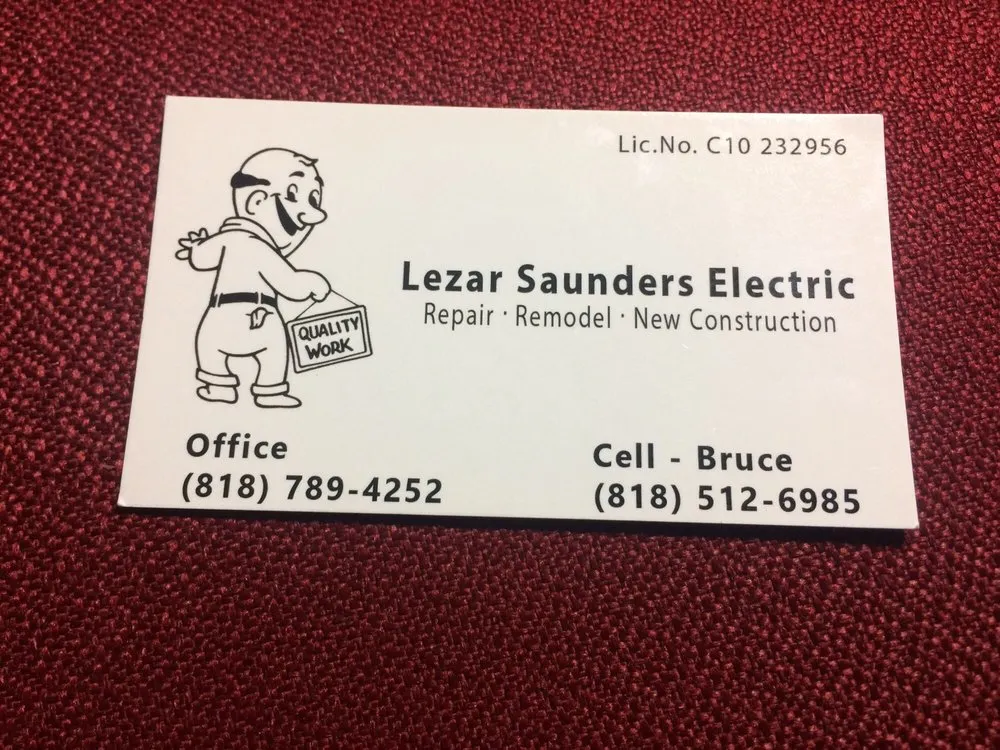 Lic.No. C10 232956
Lezar Saunders Electric
Repair · Remodel · New Construction
QUALITY
WORK
Office
(818) 789-4252
Cell - Bruce
(818) 512-6985